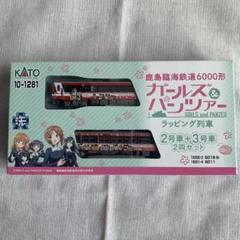 KATO
10-1281
鹿島臨海鉄道6000形
ガールズ&
パンツァー
GIRLS und PANZER
ラッピング列車
2号車+3号車
2両セット